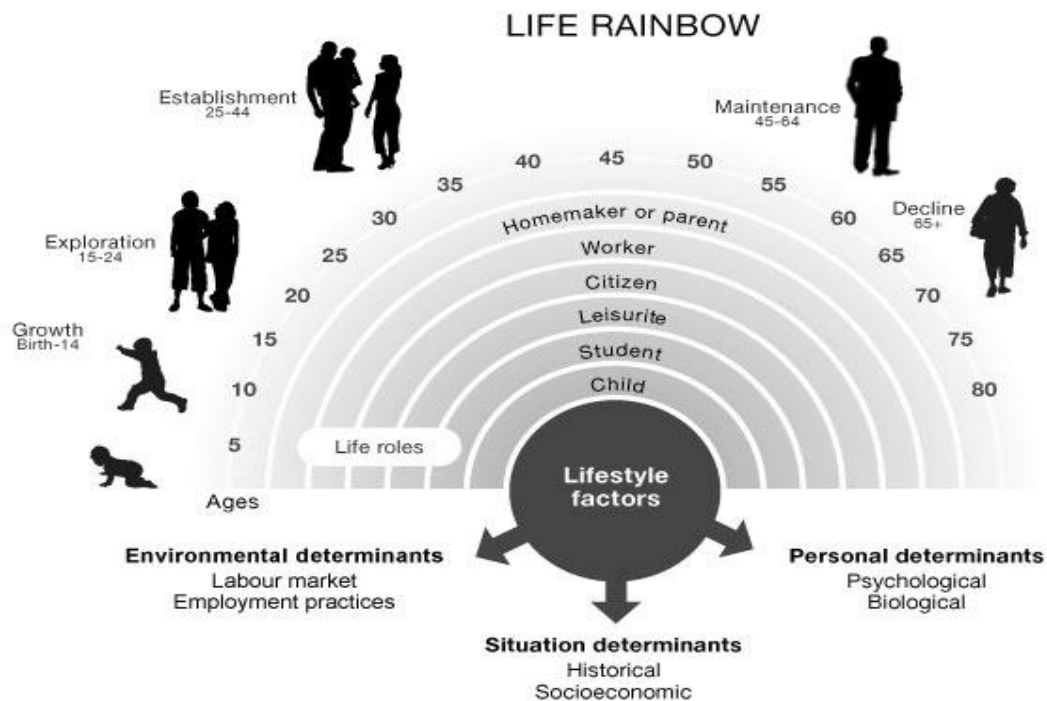 LIFE RAINBOW
Establishment
25-44
Maintenance
45-64
Exploration
15-24
Decline
65+
Growth
Birth-14
5
10
15
20
25
30
35
40
45
50
55
60
65
70
75
80
Ages
Homemaker or parent
Worker
Citizen
Leisurite
Student
Child
Life roles
Lifestyle
factors
Environmental determinants
Labour market
Employment practices
Situation determinants
Historical
Socioeconomic
Personal determinants
Psychological
Biological